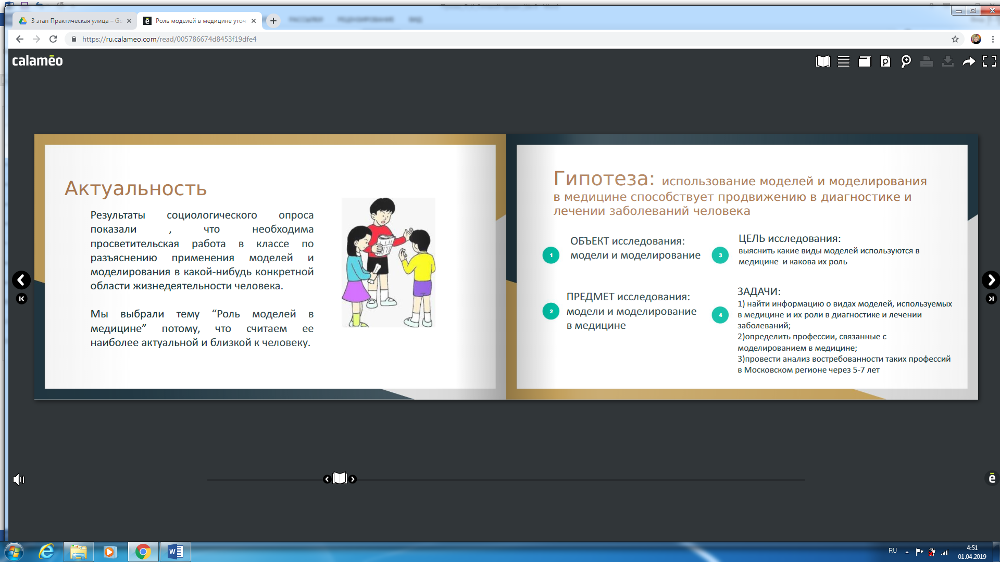 3 этап Практическая улица – Go
Роль моделей в медицине уточ
https://ru.calameo.com/read/005786674d8453f19dfe4
calamēo
Актуальность
Результаты социологического опроса
показали , что необходима
просветительская работа в классе по
разъяснению применения моделей и
моделирования в какой-нибудь конкретной
области жизнедеятельности человека.
Мы выбрали тему “Роль моделей в
медицине” потому, что считаем ее
наиболее актуальной и близкой к человеку.
Гипотеза: использование моделей и моделирования
в медицине способствует продвижению в диагностике и
лечении заболеваний человека
1
ОБЪЕКТ исследования:
модели и моделирование
2
ПРЕДМЕТ исследования:
модели и моделирование
в медицине
3
ЦЕЛЬ исследования:
выяснить какие виды моделей используются в
медицине и какова их роль
4
ЗАДАЧИ:
1) найти информацию о видах моделей, используемых
в медицине и их роли в диагностике и лечении
заболеваний;
2)определить профессии, связанные с
моделированием в медицине;
3)провести анализ востребованности таких профессий
в Московском регионе через 5-7 лет
ē
RU
4:51
01.04.2019